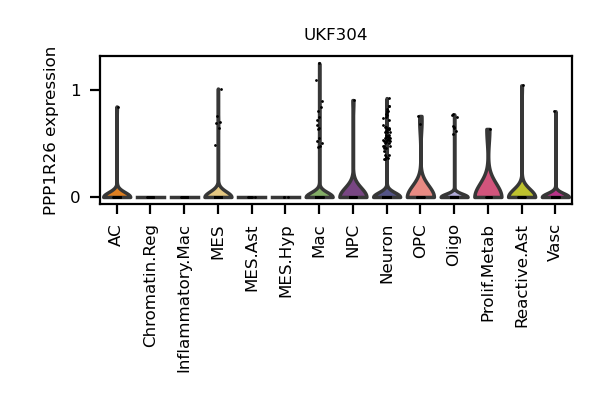 UKF304
PPP1R26 expression
1
0
AC
Chromatin.Reg
Inflammatory.Mac
MES
MES.Ast
MES.Hyp
Mac
NPC
Neuron
OPC
Oligo
Prolif.Metab
Reactive.Ast
Vasc